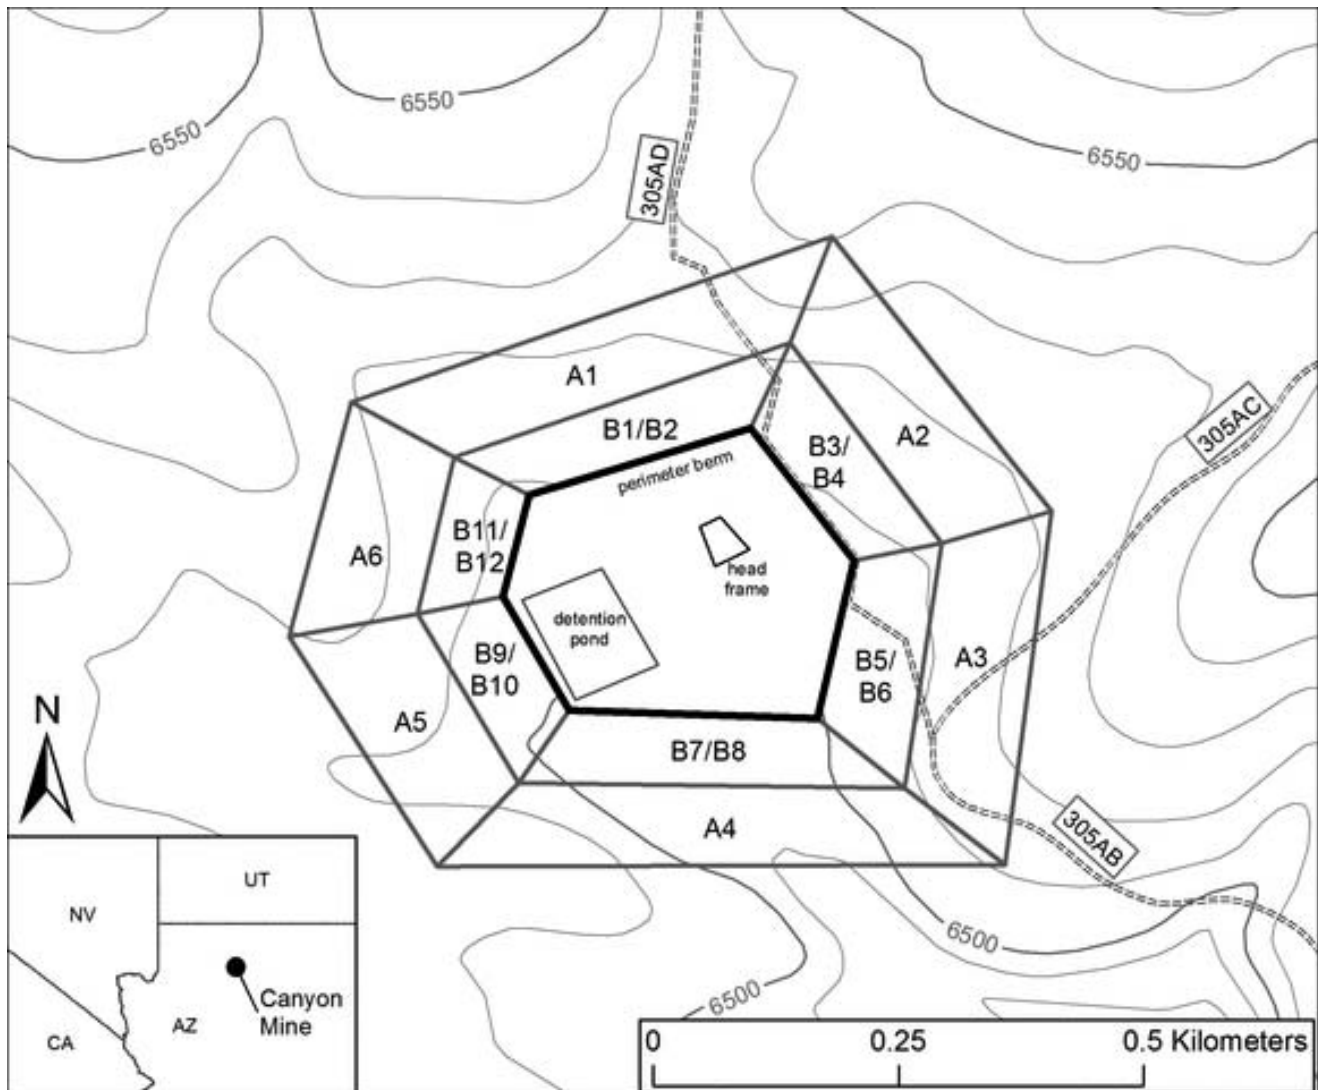 6550
6550
6550
305AD
A1
B1/B2
perimeter berm
B3/
B4
A2
305AC
B11/
B12
A6
head
frame
detention
pond
B9/
B10
B5/
B6
A3
A5
B7/B8
A4
305AB
N
6500
6500
UT
NV
AZ
CA
Canyon
Mine
0 0.25 0.5 Kilometers